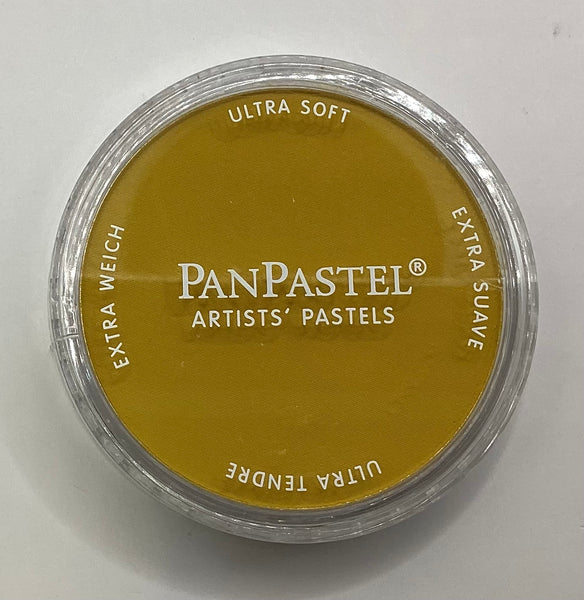 ULTRA SOFT
EXTRA WEICH
EXTRA SUAVE
PANPASTEL®
ARTISTS' PASTELS
ULTRA TENDRE